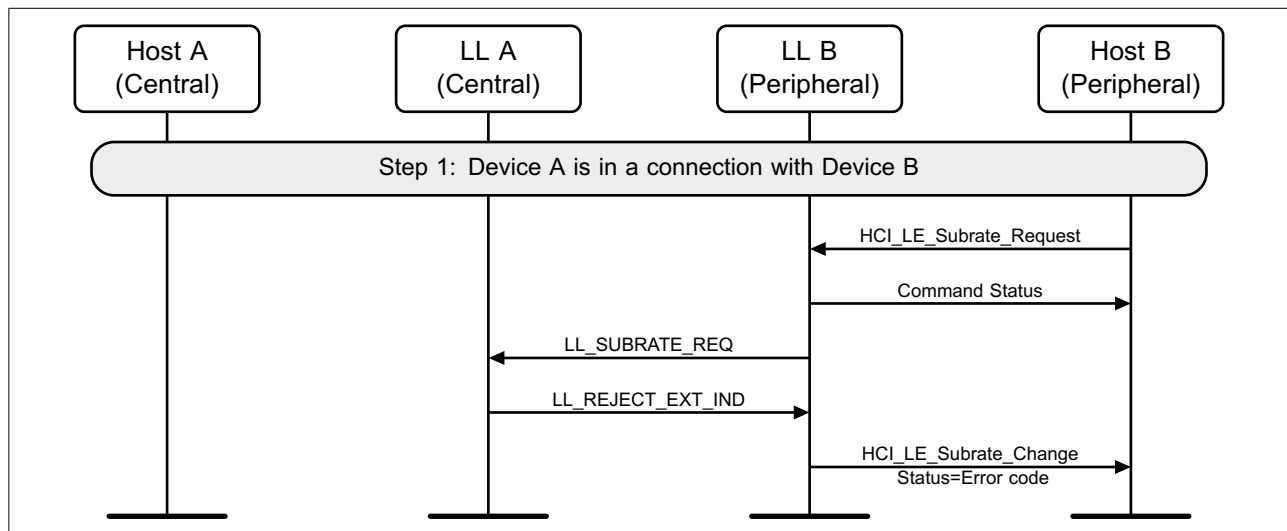 Host A
(Central)
LL A
(Central)
LL B
(Peripheral)
Host B
(Peripheral)
Step 1: Device A is in a connection with Device B
HCI_LE_Subrate_Request
Command Status
LL_SUBRATE_REQ
LL_REJECT_EXT_IND
HCI_LE_Subrate_Change
Status=Error code